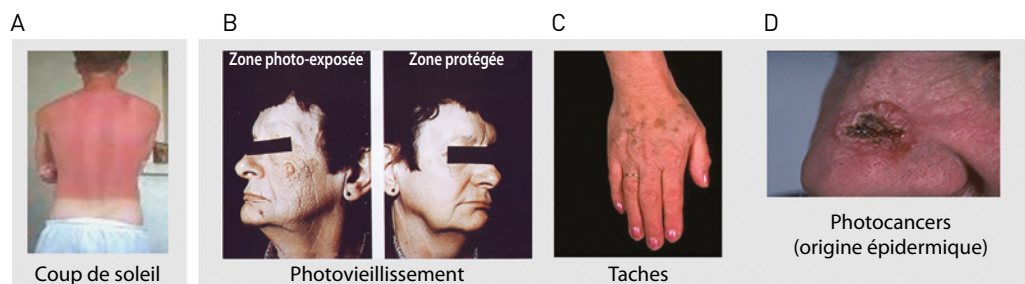 A
B
C
D
Zone photo-exposée
Zone protégée
Coup de soleil
Photovieillissement
Taches
Photocancers
(origine épidermique)